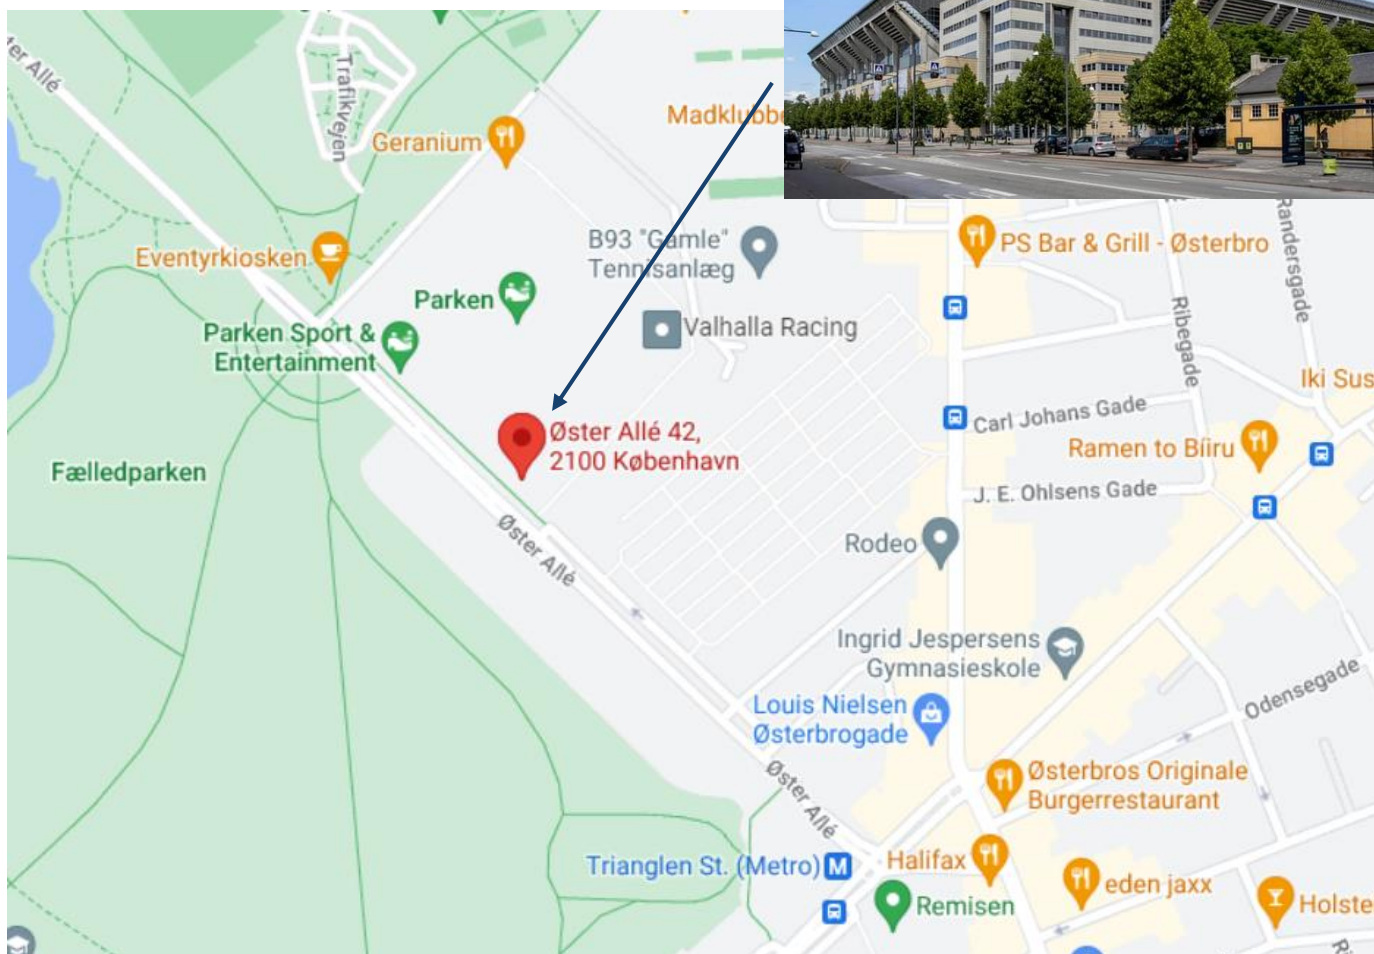 ter Allé
Trafikvejen
Geranium
Madklubbe
Eventyrkiosken
B93 "Gamle"
Tennisanlæg
PS Bar & Grill - Østerbro
Randersgade
Ribegade
Parken
Parken Sport &
Entertainment
Valhalla Racing
Iki Sus
Carl Johans Gade
Øster Allé 42,
2100 København
Ramen to Bíiru
Fælledparken
J. E. Ohlsens Gade
Øster Allé
Rodeo
Ingrid Jespersens
Gymnasieskole
Odensegade
Louis Nielsen
Østerbrogade
Øster Allé
Østerbros Originale
Burgerrestaurant
Trianglen St. (Metro)
M
Halifax
eden jaxx
Remisen
Holste